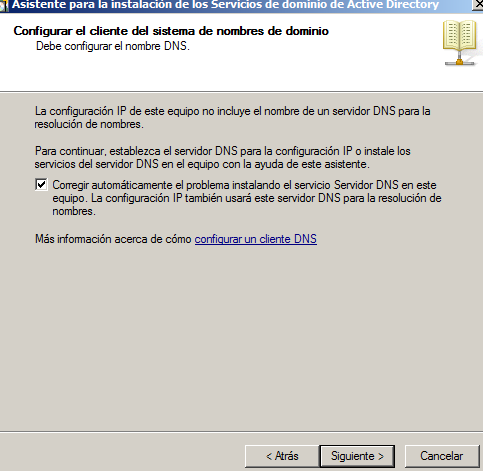 Asistente para la instalación de los Servicios de dominio de Active Directory
Configurar el cliente del sistema de nombres de dominio
Debe configurar el nombre DNS.
La configuración IP de este equipo no incluye el nombre de un servidor DNS para la
resolución de nombres.
Para continuar, establezca el servidor DNS para la configuración IP o instale los
servicios del servidor DNS en el equipo con la ayuda de este asistente.
Corregir automáticamente el problema instalando el servicio Servidor DNS en este
equipo. La configuración IP también usará este servidor DNS para la resolución de
nombres.
Más información acerca de cómo configurar un cliente DNS
< Atrás Siguiente > Cancelar